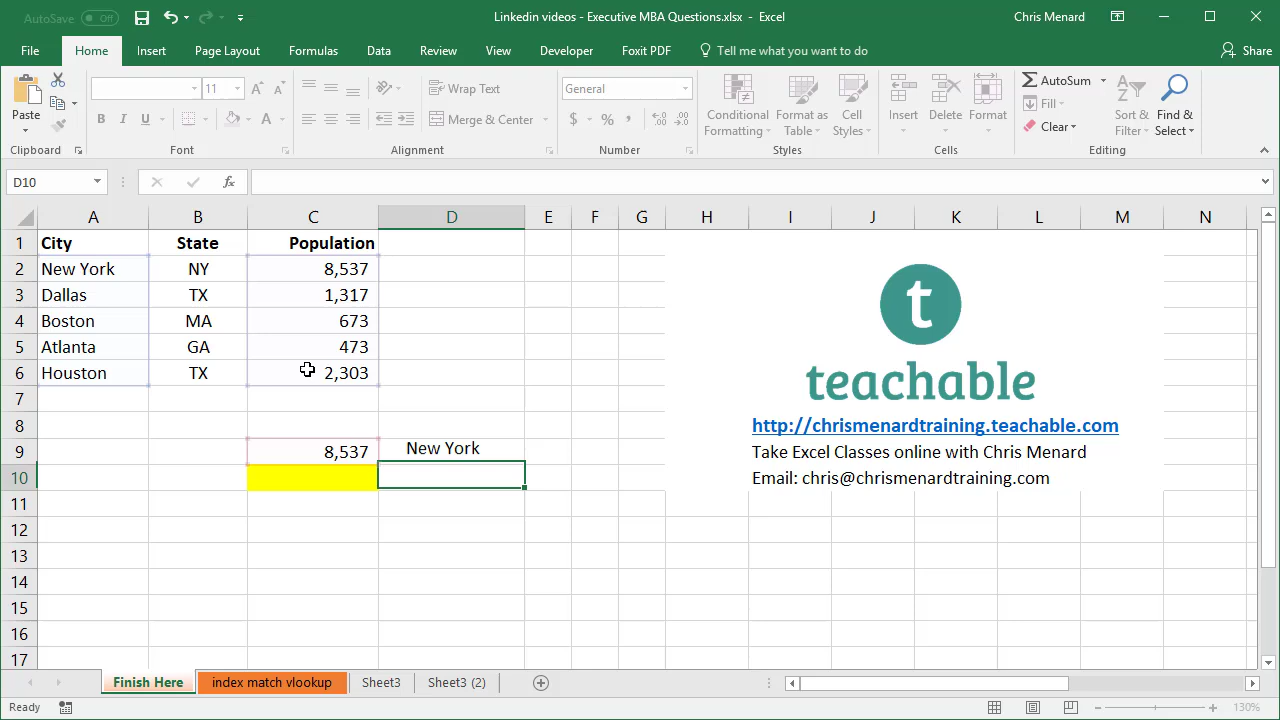 AutoSave Off Linkedin videos - Executive MBA Questions.xlsx - Excel Chris Menard
File Home Insert Page Layout Formulas Data Review View Developer Foxit PDF Tell me what you want to do Share
Paste
11
Wrap Text
Merge & Center
General
Conditional Formatting
Format as Table
Cell Styles
Insert Delete Format
AutoSum
Fill
Clear
Sort & Filter
Find & Select
Clipboard Font Alignment Number Styles Cells Editing
D10 fx
A B C D E F G H I J K L M N
1 City State Population
2 New York NY 8,537
3 Dallas TX 1,317
4 Boston MA 673
5 Atlanta GA 473
6 Houston TX 2,303
7
8
9 8,537 New York
10
11
12
13
14
15
16
17
t
teachable
http://chrismenardtraining.teachable.com
Take Excel Classes online with Chris Menard
Email: chris@chrismenardtraining.com
Finish Here index match vlookup Sheet3 Sheet3 (2)
Ready 130%